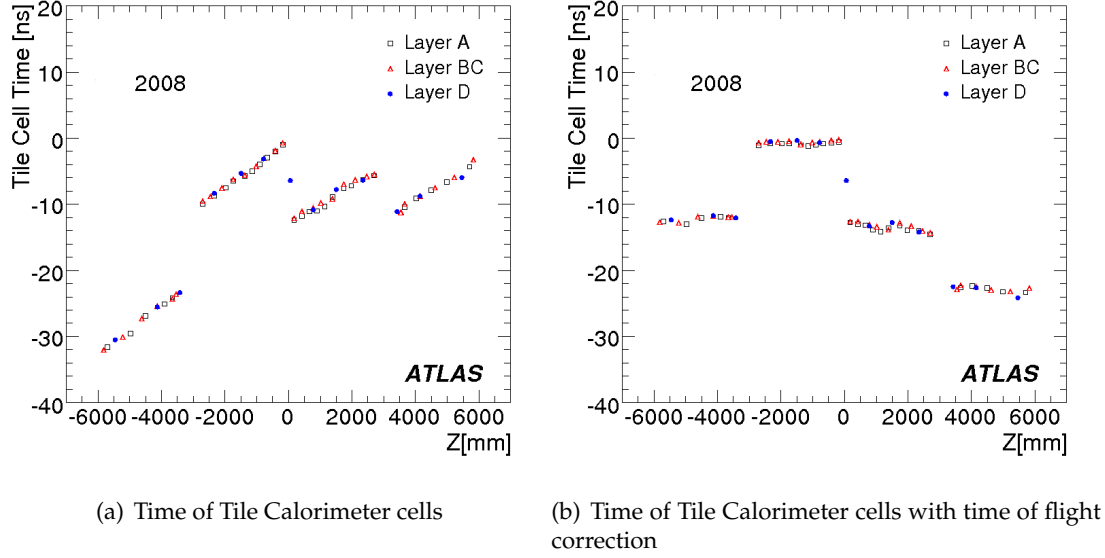 Tile Cell Time [ns]
20
10
0
-10
-20
-30
-40
2008
Layer A
Layer BC
Layer D
ATLAS
-6000 -4000 -2000 0 2000 4000 6000
Z[mm]
(a) Time of Tile Calorimeter cells
Tile Cell Time [ns]
20
10
0
-10
-20
-30
-40
2008
Layer A
Layer BC
Layer D
ATLAS
-6000 -4000 -2000 0 2000 4000 6000
Z[mm]
(b) Time of Tile Calorimeter cells with time of flight
correction